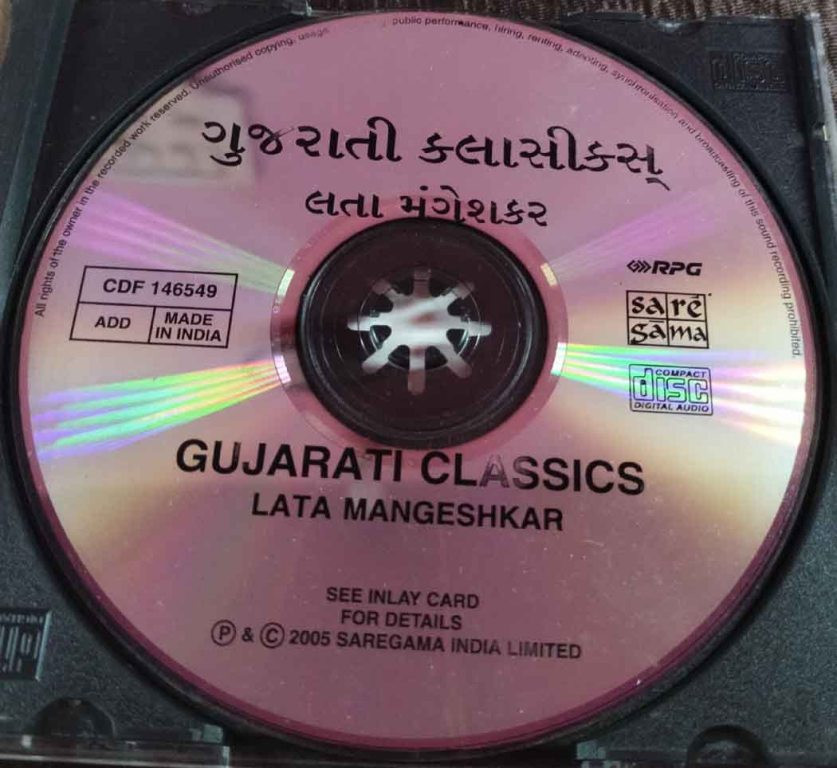 All rights of the owner in the recorded work reserved. Unauthorised copying, usage
public performance, hiring, renting, adapting, synchronisation and broadcasting of this sound recording prohibited.
ગુજરાતી ક્લાસીક્સ્
લતા મંગેશકર
CDF 146549
ADD
MADE
IN INDIA
RPG
sa re
ga ma
COMPACT
disc
DIGITAL AUDIO
GUJARATI CLASSICS
LATA MANGESHKAR
SEE INLAY CARD
FOR DETAILS
Ⓟ & © 2005 SAREGAMA INDIA LIMITED